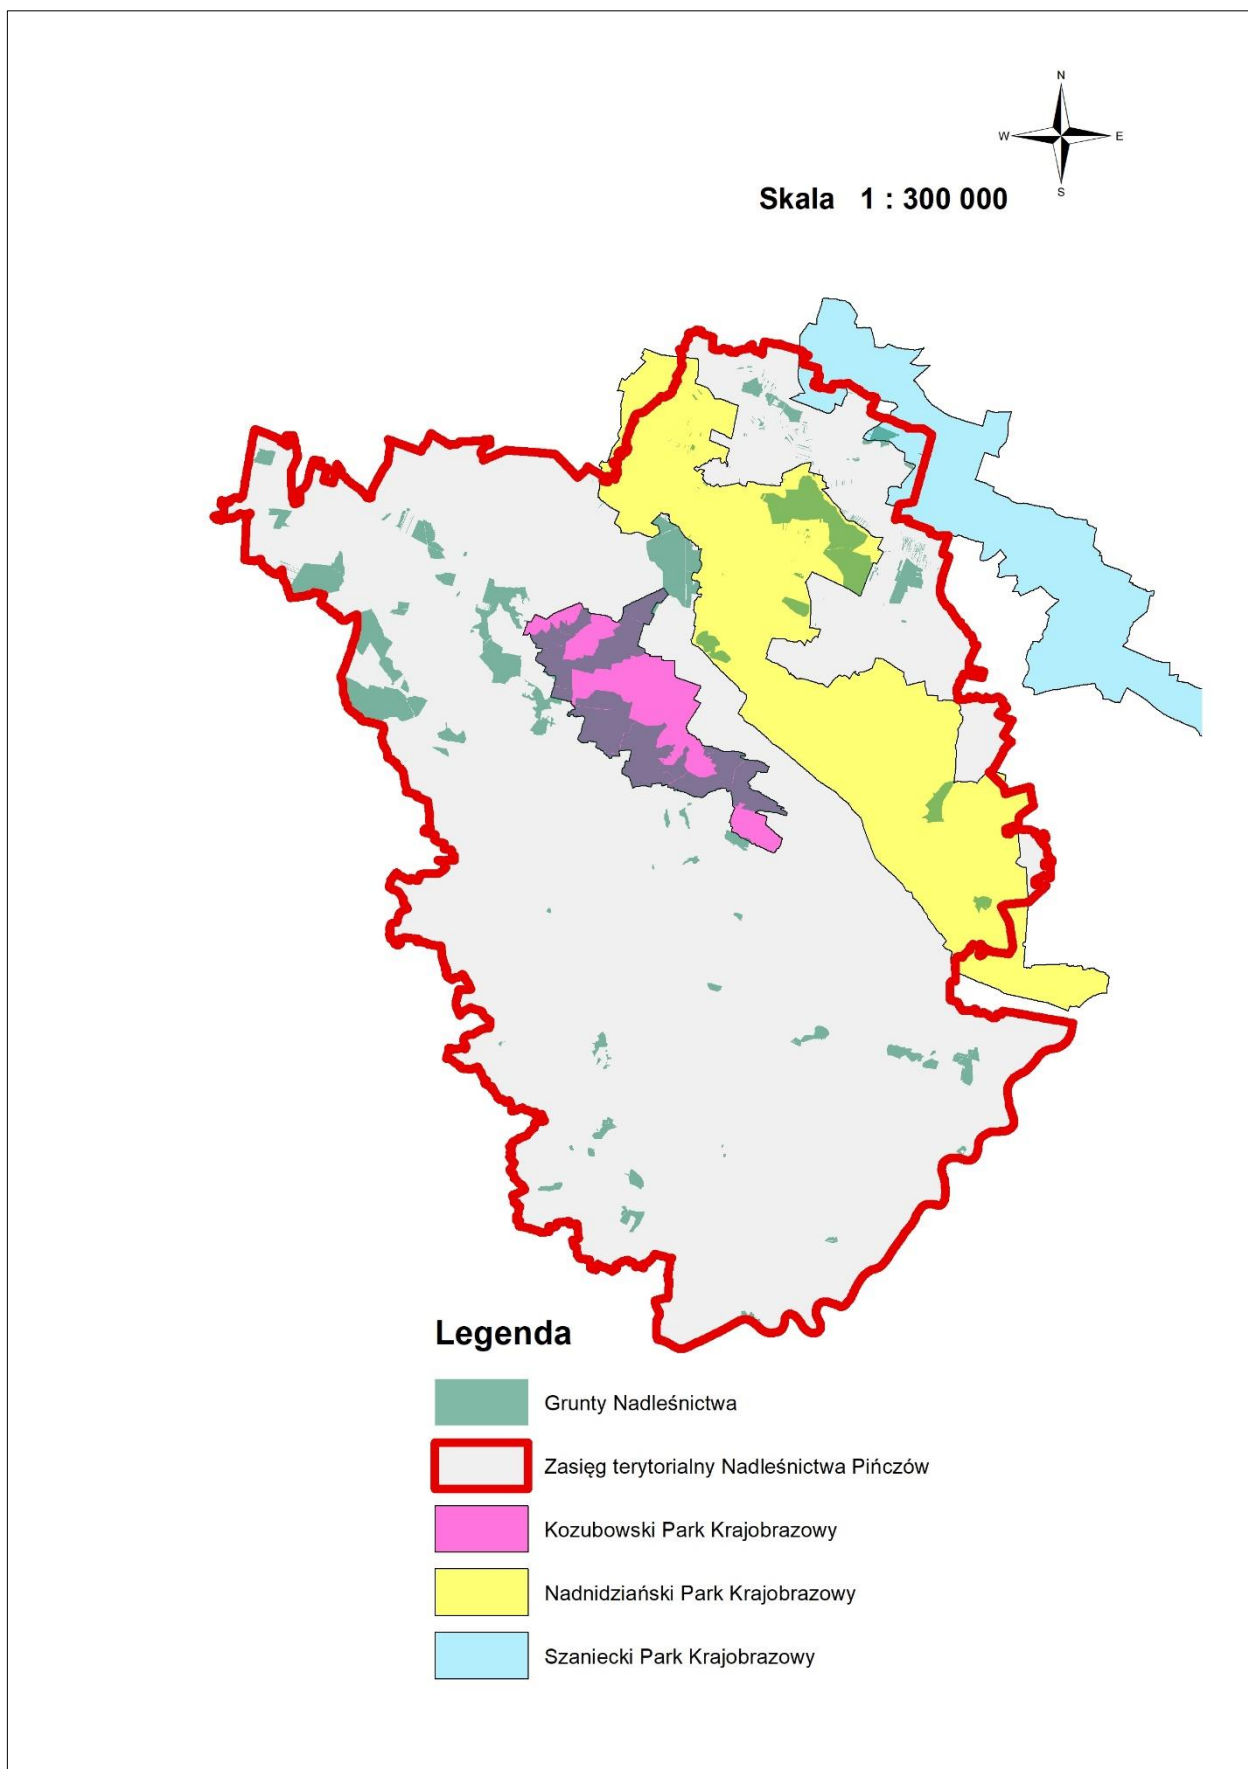 N
W E
S
Skala 1 : 300 000
Legenda
Grunty Nadleśnictwa
Zasięg terytorialny Nadleśnictwa Pińczów
Kozubowski Park Krajobrazowy
Nadnidziański Park Krajobrazowy
Szaniecki Park Krajobrazowy